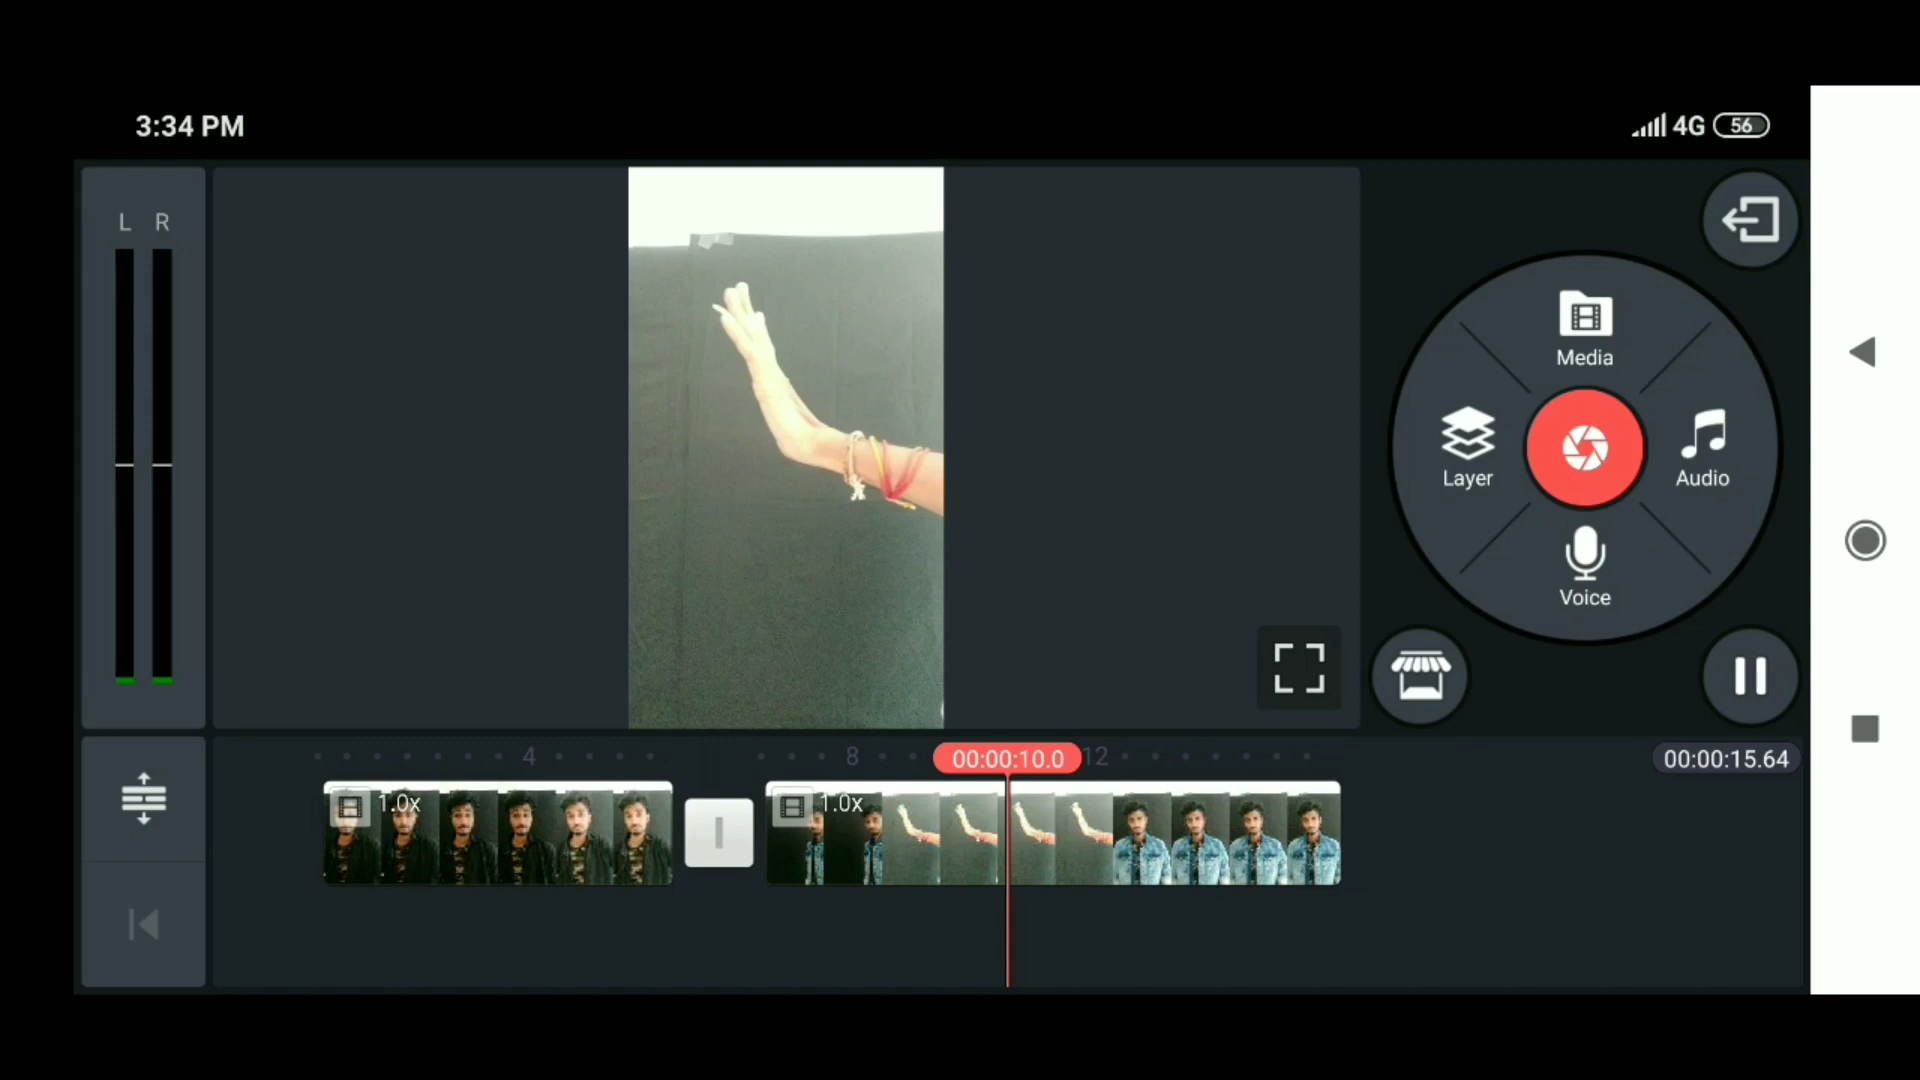 3:34 PM
4G 56
L R
Media
Layer
Audio
Voice
4
8
00:00:10.0
12
00:00:15.64
1.0x
1.0x